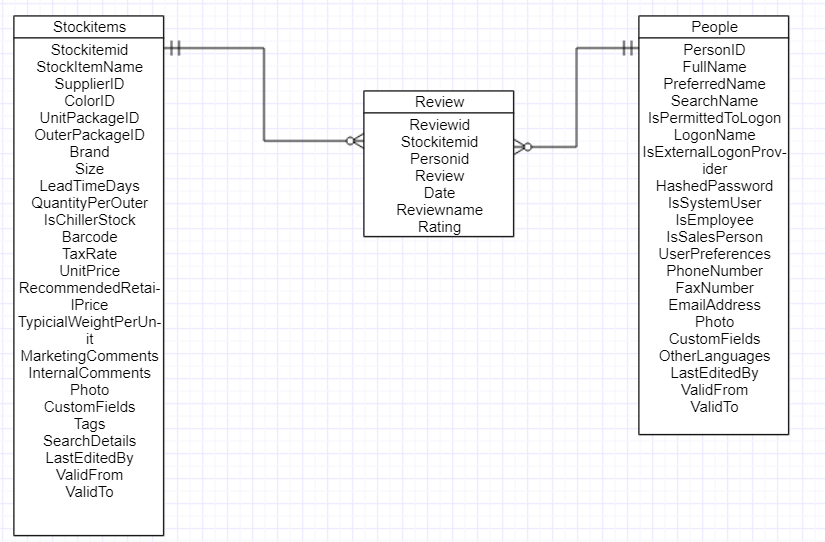 Stockitems
Stockitemid
StockItemName
SupplierID
ColorID
UnitPackageID
OuterPackageID
Brand
Size
LeadTimeDays
QuantityPerOuter
IsChillerStock
Barcode
TaxRate
UnitPrice
RecommendedRetai-
lPrice
TypicialWeightPerUn-
it
MarketingComments
InternalComments
Photo
CustomFields
Tags
SearchDetails
LastEditedBy
ValidFrom
ValidTo
Review
Reviewid
Stockitemid
Personid
Review
Date
Reviewname
Rating
People
PersonID
FullName
PreferredName
SearchName
IsPermittedToLogon
LogonName
IsExternalLogonProv-
ider
HashedPassword
IsSystemUser
IsEmployee
IsSalesPerson
UserPreferences
PhoneNumber
FaxNumber
EmailAddress
Photo
CustomFields
OtherLanguages
LastEditedBy
ValidFrom
ValidTo